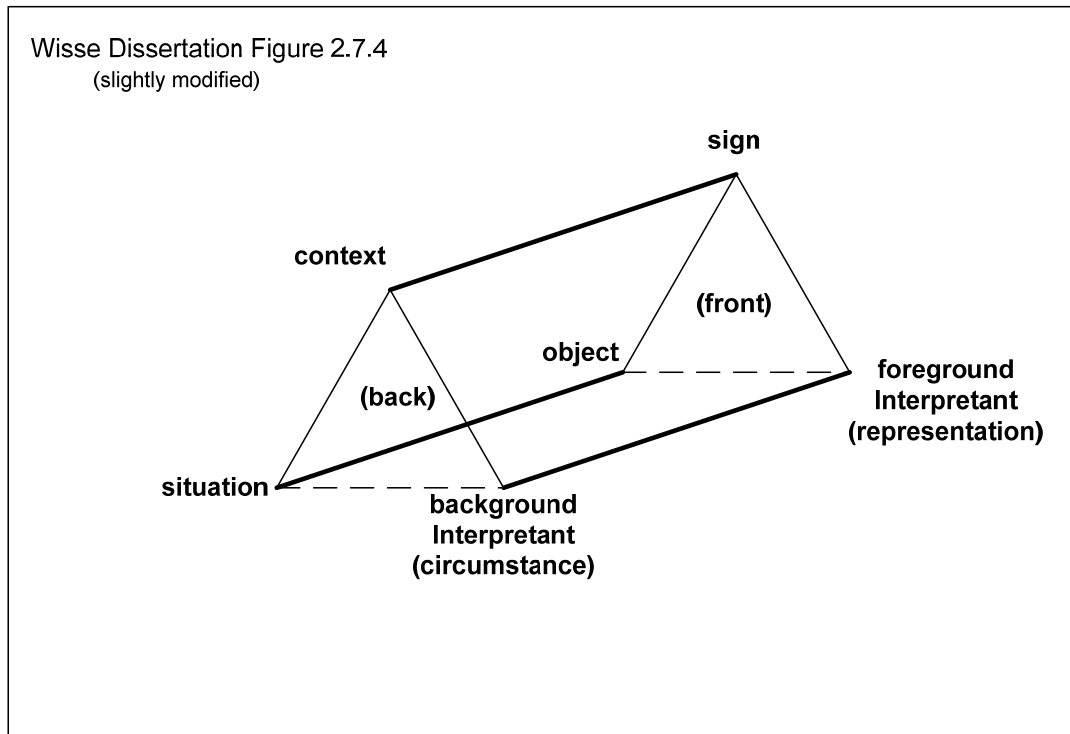 Wisse Dissertation Figure 2.7.4
(slightly modified)
sign
context
(front)
object
foreground
Interpretant
(representation)
(back)
situation
background
Interpretant
(circumstance)